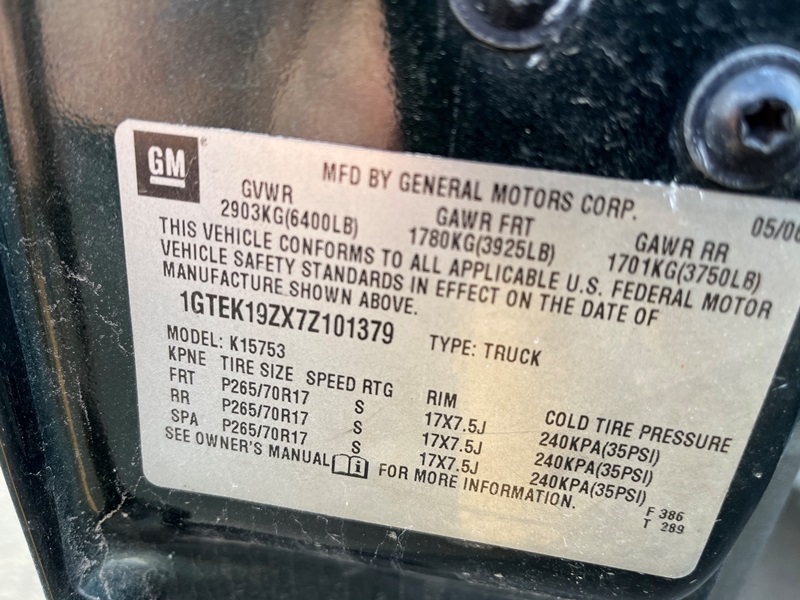 GM
MFD BY GENERAL MOTORS CORP. 05/06
GVWR GAWR FRT GAWR RR
2903KG(6400LB) 1780KG(3925LB) 1701KG(3750LB)
THIS VEHICLE CONFORMS TO ALL APPLICABLE U.S. FEDERAL MOTOR
VEHICLE SAFETY STANDARDS IN EFFECT ON THE DATE OF
MANUFACTURE SHOWN ABOVE.
1GTEK19ZX7Z101379 TYPE: TRUCK
MODEL: K15753
KPNE TIRE SIZE SPEED RTG RIM COLD TIRE PRESSURE
FRT P265/70R17 S 17X7.5J 240KPA(35PSI)
RR P265/70R17 S 17X7.5J 240KPA(35PSI)
SPA P265/70R17 S 17X7.5J 240KPA(35PSI)
SEE OWNER'S MANUAL FOR MORE INFORMATION.
F 386
T 289